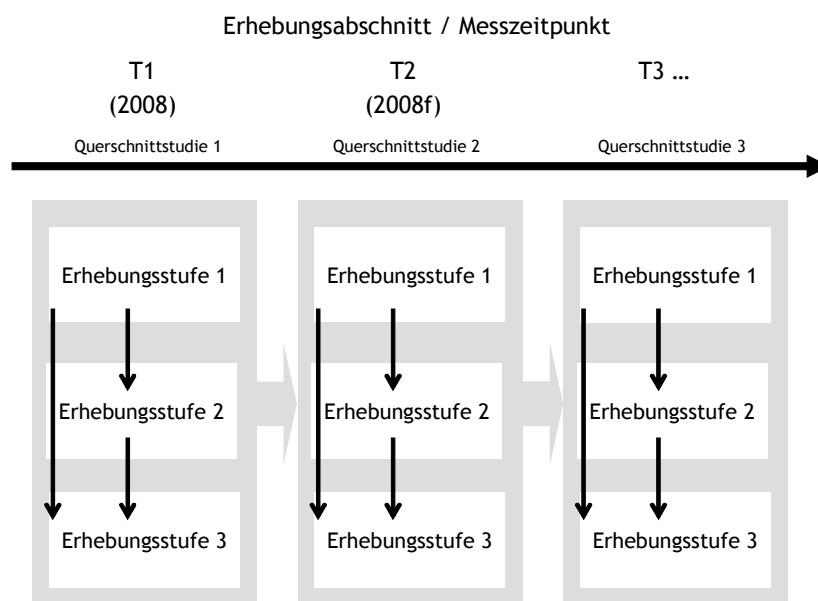 Erhebungsabschnitt / Messzeitpunkt
T1 T2 T3 ...
(2008) (2008f)
Querschnittstudie 1 Querschnittstudie 2 Querschnittstudie 3
Erhebungsstufe 1 Erhebungsstufe 1 Erhebungsstufe 1
Erhebungsstufe 2 Erhebungsstufe 2 Erhebungsstufe 2
Erhebungsstufe 3 Erhebungsstufe 3 Erhebungsstufe 3